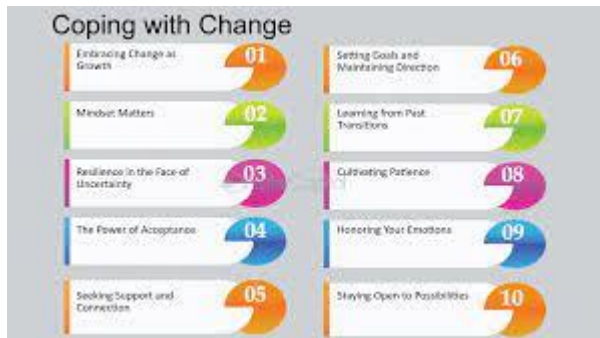 Coping with Change
Embracing Change as
Growth
01
Mindset Matters
02
Resilience in the Face of
Uncertainty
03
The Power of Acceptance
04
Seeking Support and
Connection
05
Setting Goals and
Maintaining Direction
06
Learning from Past
Transitions
07
Cultivating Patience
08
Honoring Your Emotions
09
Staying Open to Possibilities
10